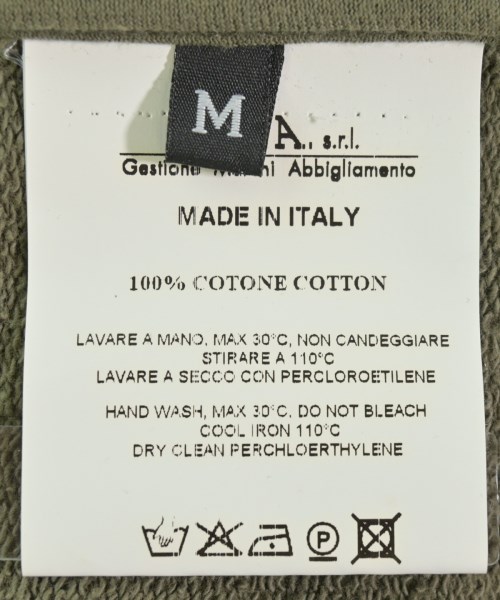 M
A., s.r.l.
Gestione Abbigliamento
MADE IN ITALY
100% COTONE COTTON
LAVARE A MANO, MAX 30°C, NON CANDEGGIARE
STIRARE A 110°C
LAVARE A SECCO CON PERCLOROETILENE
HAND WASH, MAX 30°C, DO NOT BLEACH
COOL IRON 110°C
DRY CLEAN PERCHLOERTHYLENE
P